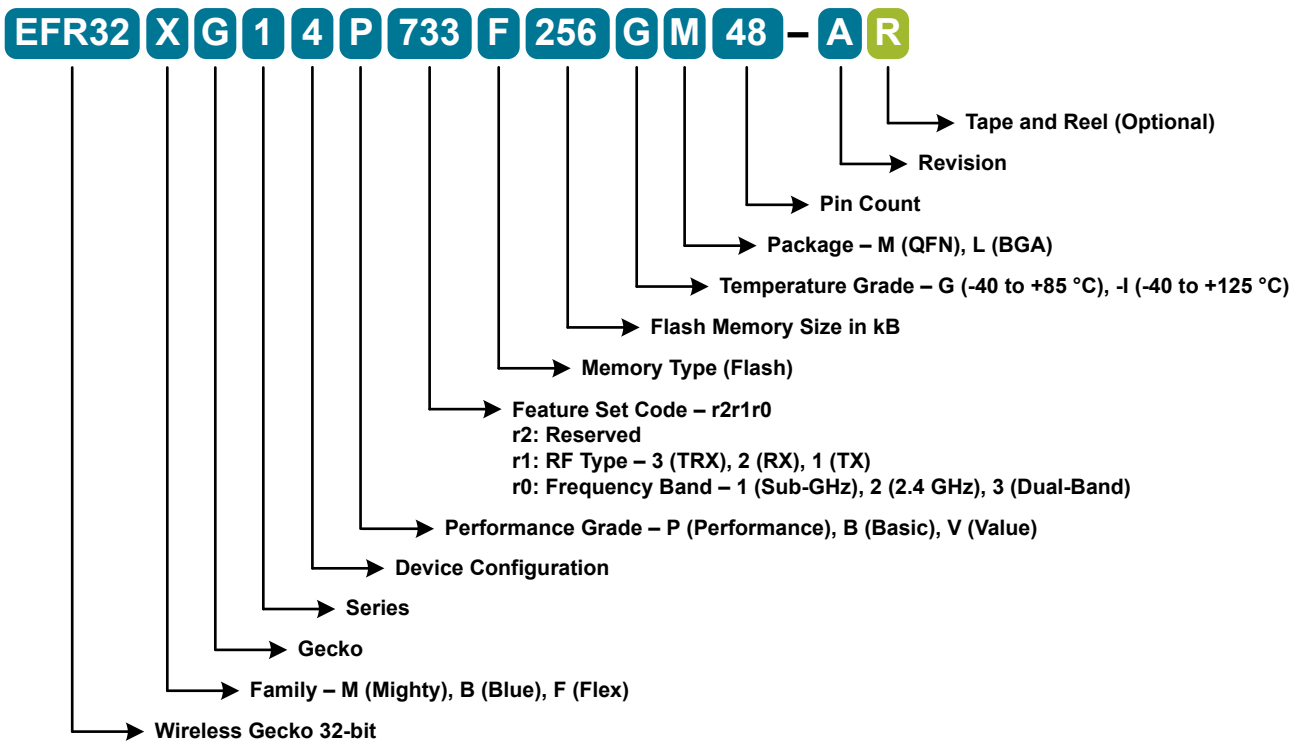 EFR32 X G 1 4 P 733 F 256 G M 48 – A R
Tape and Reel (Optional)
Revision
Pin Count
Package – M (QFN), L (BGA)
Temperature Grade – G (-40 to +85 °C), -I (-40 to +125 °C)
Flash Memory Size in kB
Memory Type (Flash)
Feature Set Code – r2r1r0
r2: Reserved
r1: RF Type – 3 (TRX), 2 (RX), 1 (TX)
r0: Frequency Band – 1 (Sub-GHz), 2 (2.4 GHz), 3 (Dual-Band)
Performance Grade – P (Performance), B (Basic), V (Value)
Device Configuration
Series
Gecko
Family – M (Mighty), B (Blue), F (Flex)
Wireless Gecko 32-bit